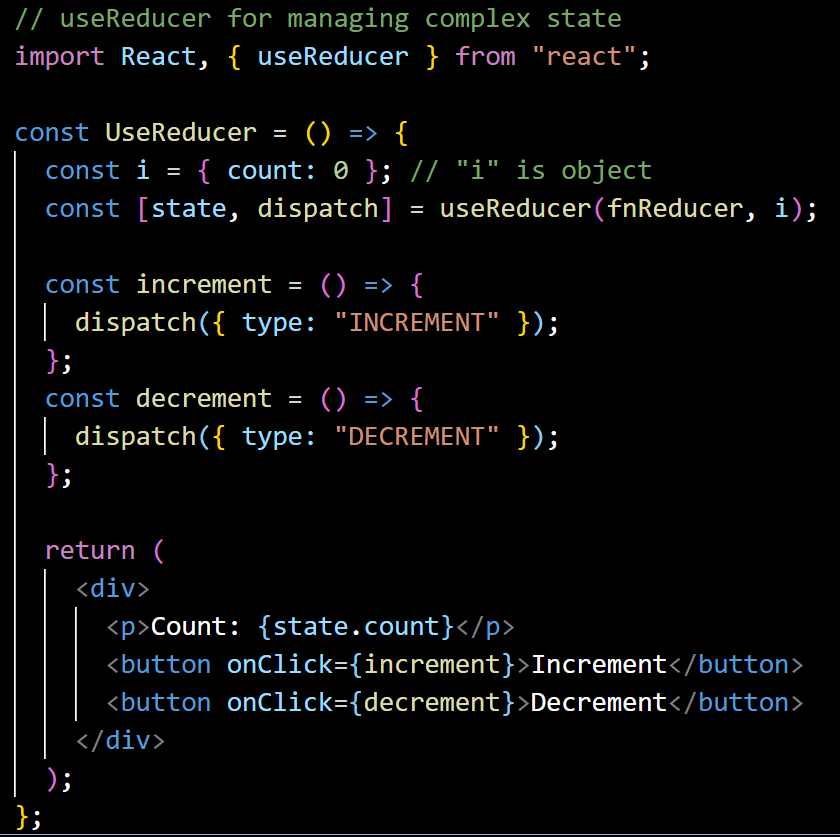 // useReducer for managing complex state
import React, { useReducer } from "react";

const UseReducer = () => {
  const i = { count: 0 }; // "i" is object
  const [state, dispatch] = useReducer(fnReducer, i);

  const increment = () => {
    dispatch({ type: "INCREMENT" });
  };
  const decrement = () => {
    dispatch({ type: "DECREMENT" });
  };

  return (
    <div>
      <p>Count: {state.count}</p>
      <button onClick={increment}>Increment</button>
      <button onClick={decrement}>Decrement</button>
    </div>
  );
};